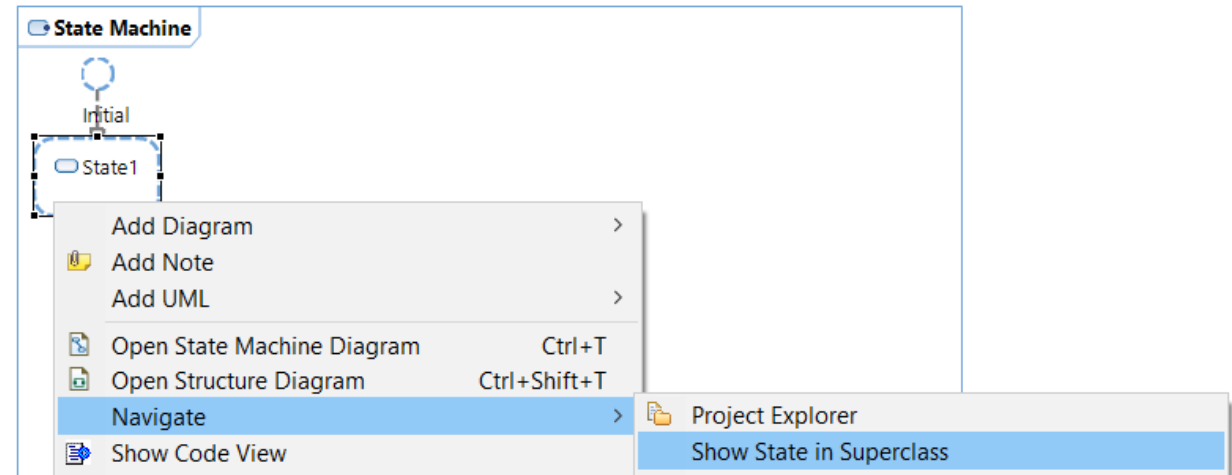 State Machine
Initial
State1
Add Diagram
Add Note
Add UML
Open State Machine Diagram Ctrl+T
Open Structure Diagram Ctrl+Shift+T
Navigate
Project Explorer
Show Code View
Show State in Superclass